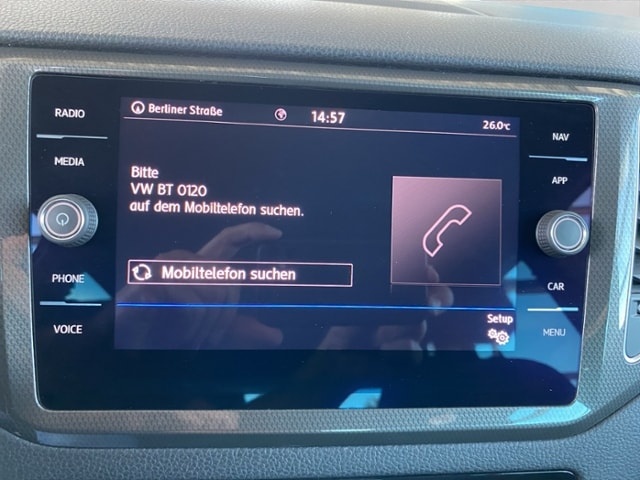 RADIO
MEDIA
PHONE
VOICE
Berliner Straße
14:57
26.0°C
Bitte
VW BT 0120
auf dem Mobiltelefon suchen.
Mobiltelefon suchen
Setup
NAV
APP
CAR
MENU